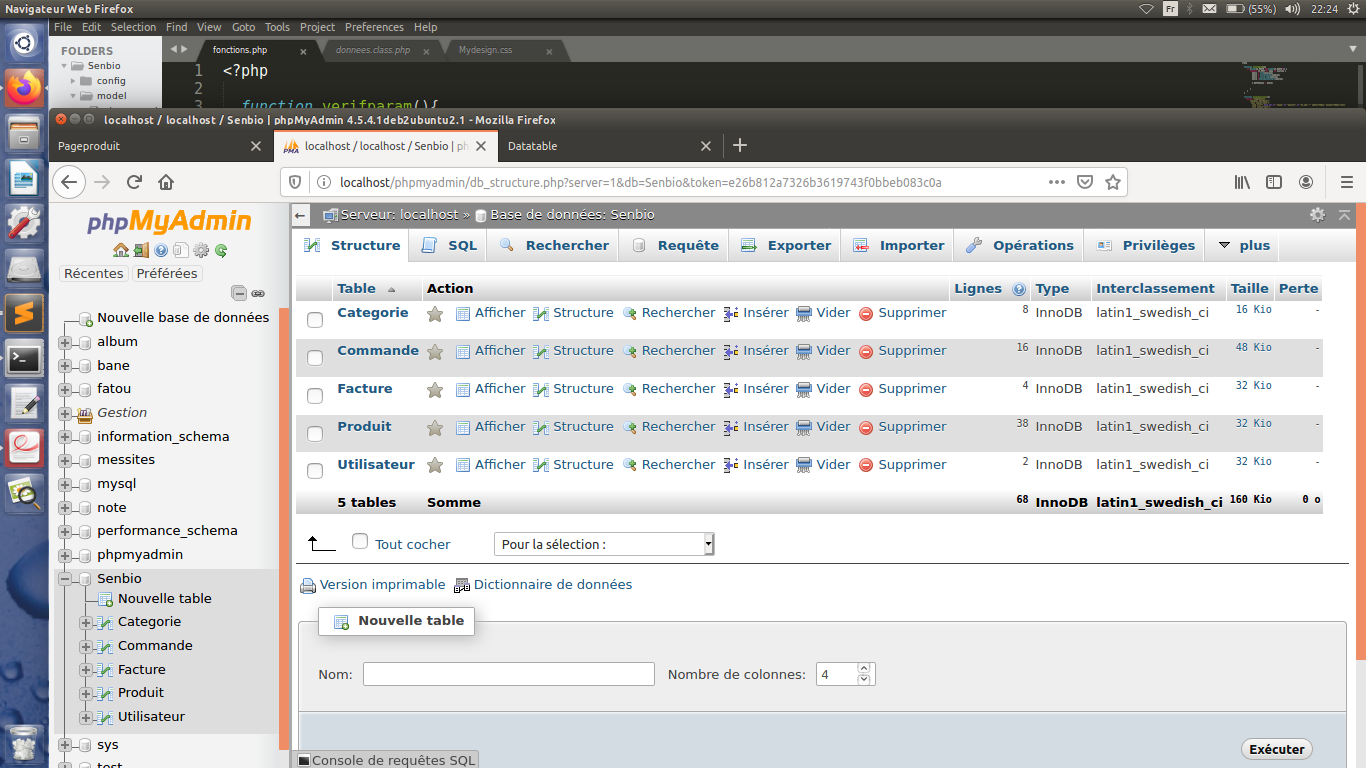 Navigateur Web Firefox Fr (55%) 22:24
File Edit Selection Find View Goto Tools Project Preferences Help
FOLDERS
Senbio
config
model
fonctions.php donnees.class.php Mydesign.css
1 <?php
2
3 function verifparam(){
localhost / localhost / Senbio | phpMyAdmin 4.5.4.1deb2ubuntu2.1 - Mozilla Firefox
Pageproduit localhost / localhost / Senbio | ph Datatable
localhost/phpmyadmin/db_structure.php?server=1&db=Senbio&token=e26b812a7326b3619743f0bbeb083c0a
phpMyAdmin
Récentes Préférées
Nouvelle base de données
album
bane
fatou
Gestion
information_schema
messites
mysql
note
performance_schema
phpmyadmin
Senbio
Nouvelle table
Categorie
Commande
Facture
Produit
Utilisateur
sys
test
Serveur: localhost » Base de données: Senbio
Structure SQL Rechercher Requête Exporter Importer Opérations Privilèges plus
Table Action Lignes Type Interclassement Taille Perte
Categorie Afficher Structure Rechercher Insérer Vider Supprimer 8 InnoDB latin1_swedish_ci 16 Kio -
Commande Afficher Structure Rechercher Insérer Vider Supprimer 16 InnoDB latin1_swedish_ci 48 Kio -
Facture Afficher Structure Rechercher Insérer Vider Supprimer 4 InnoDB latin1_swedish_ci 32 Kio -
Produit Afficher Structure Rechercher Insérer Vider Supprimer 38 InnoDB latin1_swedish_ci 32 Kio -
Utilisateur Afficher Structure Rechercher Insérer Vider Supprimer 2 InnoDB latin1_swedish_ci 32 Kio -
5 tables Somme 68 InnoDB latin1_swedish_ci 160 Kio 0 o
Tout cocher Pour la sélection :
Version imprimable Dictionnaire de données
Nouvelle table
Nom: Nombre de colonnes: 4
Exécuter
Console de requêtes SQL